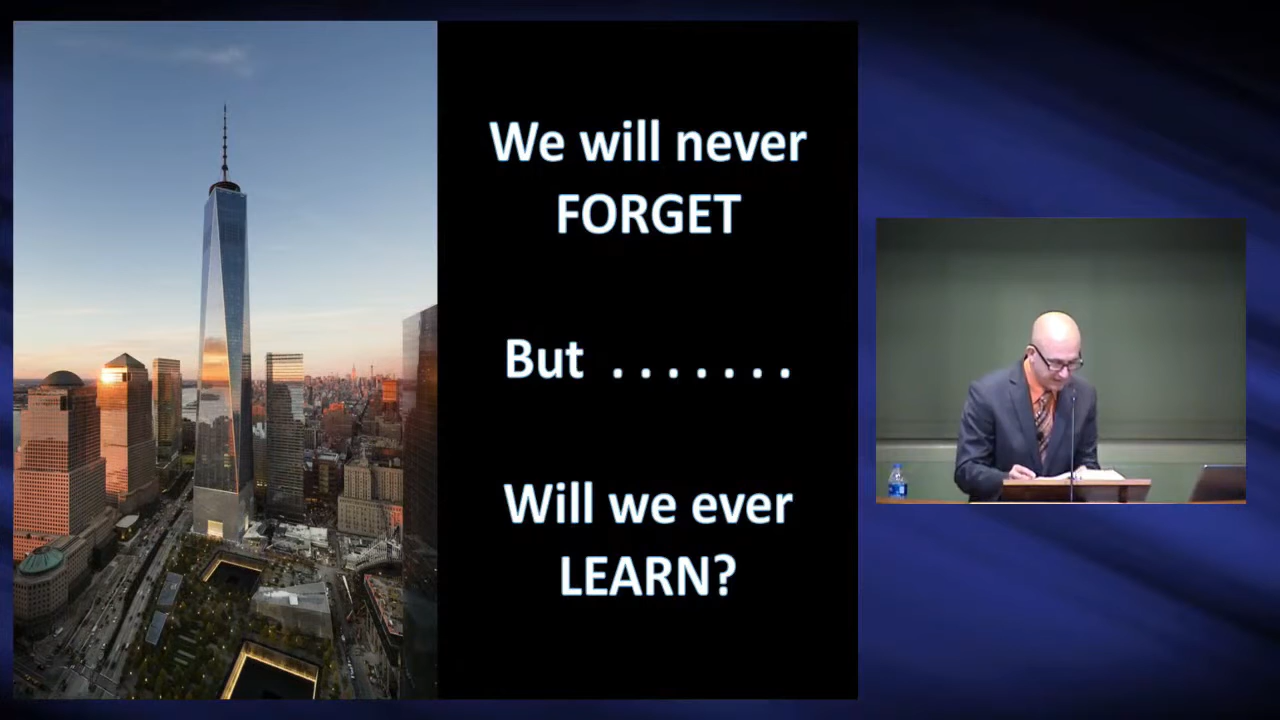 We will never
FORGET
But .......
Will we ever
LEARN?